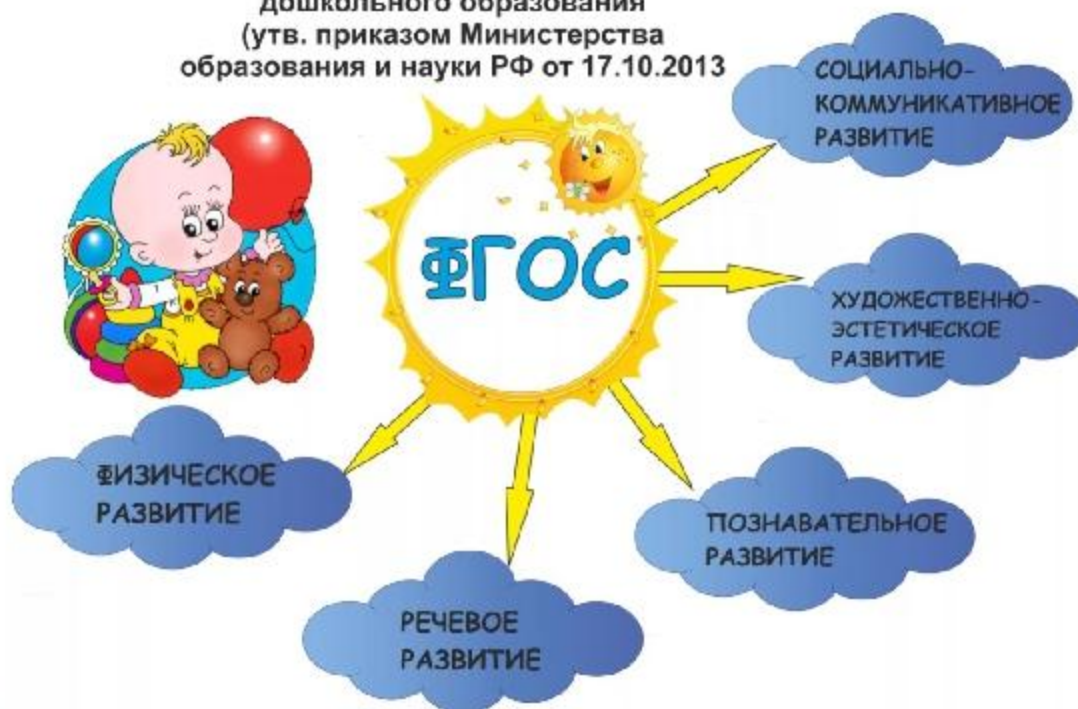 дошкольного образования
(утв. приказом Министерства
образования и науки РФ от 17.10.2013
СОЦИАЛЬНО-
КОММУНИКАТИВНОЕ
РАЗВИТИЕ
ФГОС
ХУДОЖЕСТВЕННО-
ЭСТЕТИЧЕСКОЕ
РАЗВИТИЕ
ФИЗИЧЕСКОЕ
РАЗВИТИЕ
ПОЗНАВАТЕЛЬНОЕ
РАЗВИТИЕ
РЕЧЕВОЕ
РАЗВИТИЕ